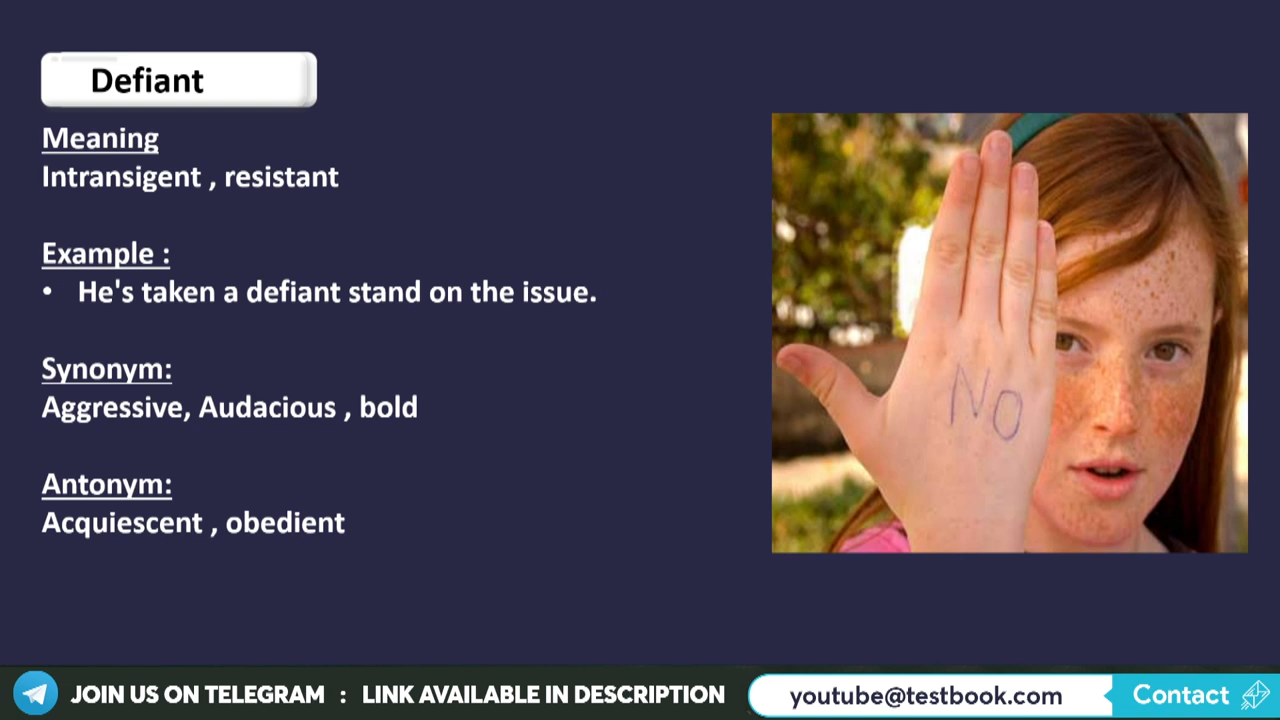 Defiant
Meaning
Intransigent , resistant
Example :
• He's taken a defiant stand on the issue.
Synonym:
Aggressive, Audacious , bold
Antonym:
Acquiescent , obedient
NO
JOIN US ON TELEGRAM : LINK AVAILABLE IN DESCRIPTION
youtube@testbook.com
Contact